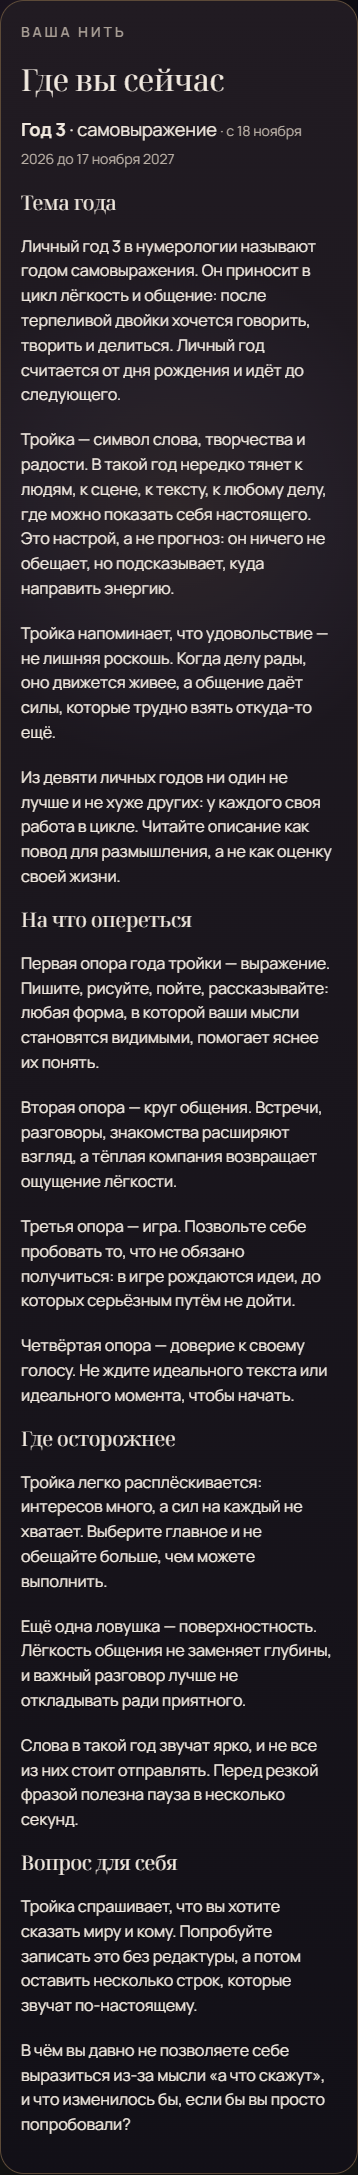 ВАША НИТЬ
Где вы сейчас
Год 3 · самовыражение · с 18 ноября
2026 до 17 ноября 2027
Тема года
Личный год 3 в нумерологии называют
годом самовыражения. Он приносит в
цикл лёгкость и общение: после
терпеливой двойки хочется говорить,
творить и делиться. Личный год
считается от дня рождения и идёт до
следующего.
Тройка — символ слова, творчества и
радости. В такой год нередко тянет к
людям, к сцене, к тексту, к любому делу,
где можно показать себя настоящего.
Это настрой, а не прогноз: он ничего не
обещает, но подсказывает, куда
направить энергию.
Тройка напоминает, что удовольствие —
не лишняя роскошь. Когда делу рады,
оно движется живее, а общение даёт
силы, которые трудно взять откуда-то
ещё.
Из девяти личных годов ни один не
лучше и не хуже других: у каждого своя
работа в цикле. Читайте описание как
повод для размышления, а не как оценку
своей жизни.
На что опереться
Первая опора года тройки — выражение.
Пишите, рисуйте, пойте, рассказывайте:
любая форма, в которой ваши мысли
становятся видимыми, помогает яснее
их понять.
Вторая опора — круг общения. Встречи,
разговоры, знакомства расширяют
взгляд, а тёплая компания возвращает
ощущение лёгкости.
Третья опора — игра. Позвольте себе
пробовать то, что не обязано
получиться: в игре рождаются идеи, до
которых серьёзным путём не дойти.
Четвёртая опора — доверие к своему
голосу. Не ждите идеального текста или
идеального момента, чтобы начать.
Где осторожнее
Тройка легко расплёскивается:
интересов много, а сил на каждый не
хватает. Выберите главное и не
обещайте больше, чем можете
выполнить.
Ещё одна ловушка — поверхностность.
Лёгкость общения не заменяет глубины,
и важный разговор лучше не
откладывать ради приятного.
Слова в такой год звучат ярко, и не все
из них стоит отправлять. Перед резкой
фразой полезна пауза в несколько
секунд.
Вопрос для себя
Тройка спрашивает, что вы хотите
сказать миру и кому. Попробуйте
записать это без редактуры, а потом
оставить несколько строк, которые
звучат по-настоящему.
В чём вы давно не позволяете себе
выразиться из-за мысли «а что скажут»,
и что изменилось бы, если бы вы просто
попробовали?